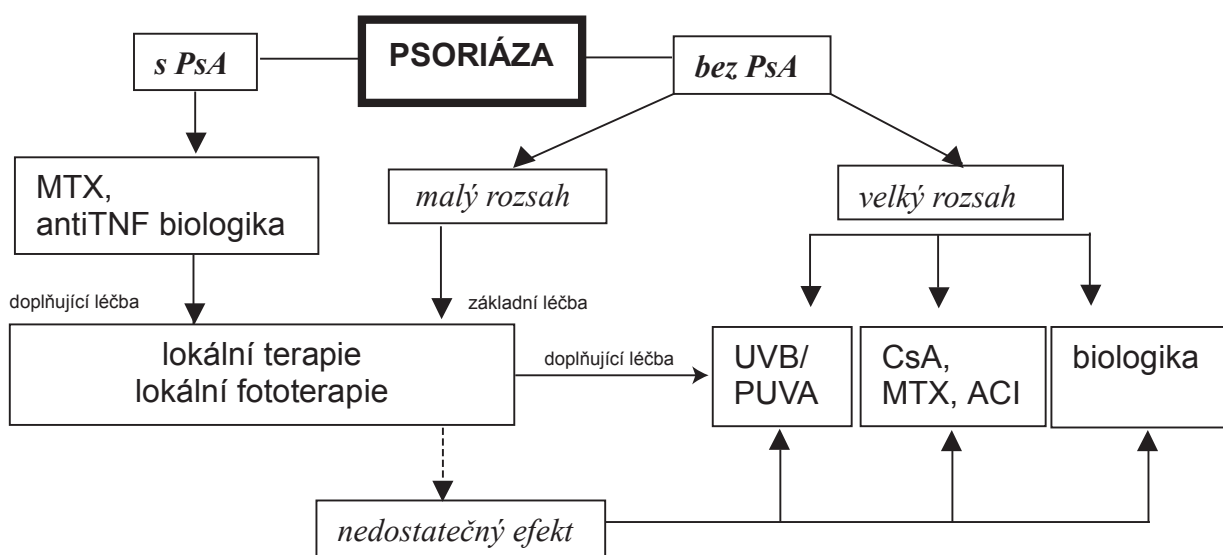 s PsA
PSORIÁZA
bez PsA
MTX,
antiTNF biologika
malý rozsah
velký rozsah
doplňující léčba
základní léčba
lokální terapie
lokální fototerapie
doplňující léčba
UVB/
PUVA
CsA,
MTX, ACI
biologika
nedostatečný efekt